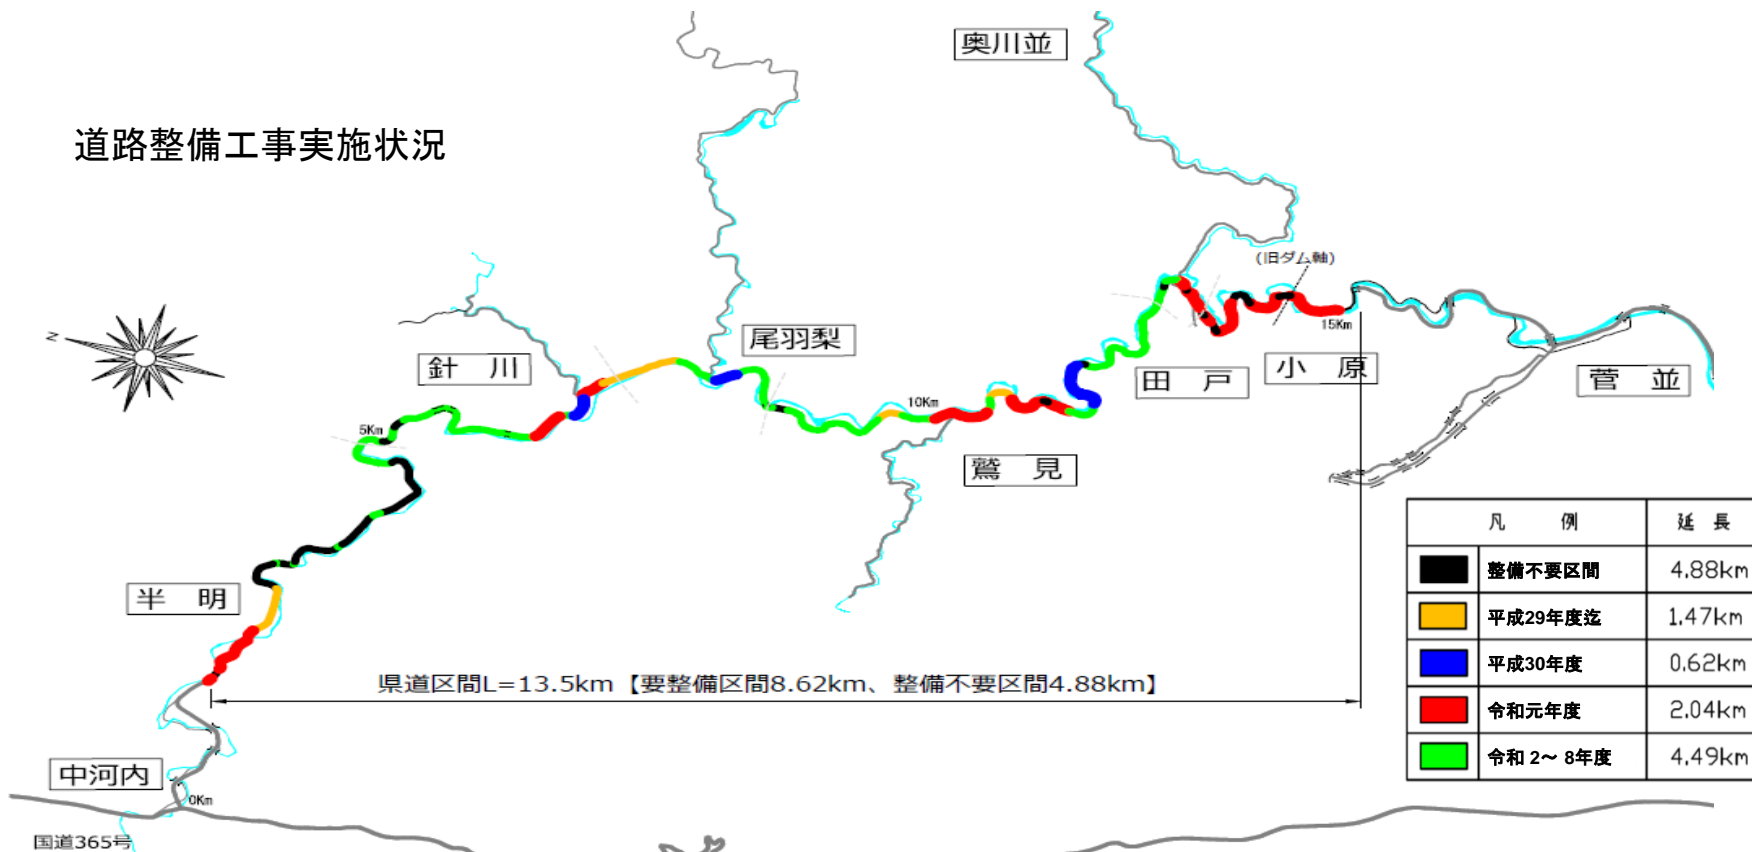 奥川並
道路整備工事実施状況
(旧ダム軸)
N
15Km
尾羽梨
針　川
田　戸
小　原
菅　並
10Km
5Km
鷲　見
半　明
県道区間L=13.5km【要整備区間8.62km、整備不要区間4.88km】
中河内
0Km
国道365号
凡　例　延　長
整備不要区間　4.88km
平成29年度迄　1.47km
平成30年度　0.62km
令和元年度　2.04km
令和 2～ 8年度　4.49km